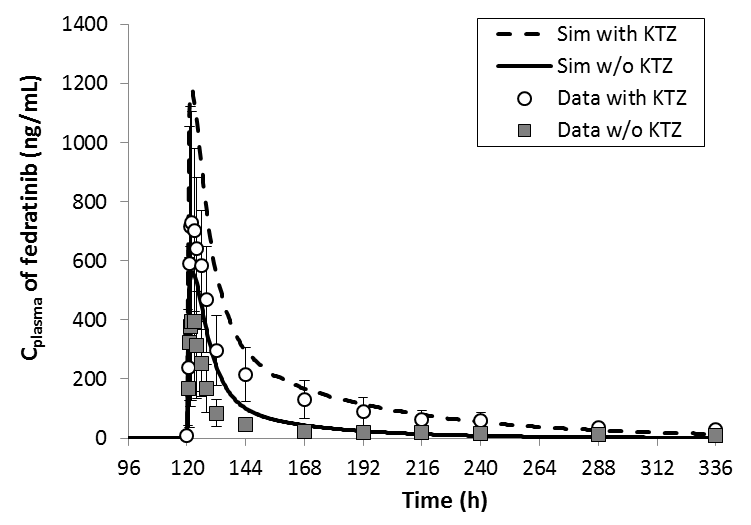 1400
1200
1000
800
600
400
200
0
Cplasma of fedratinib (ng/mL)
Sim with KTZ
Sim w/o KTZ
Data with KTZ
Data w/o KTZ
96 120 144 168 192 216 240 264 288 312 336
Time (h)